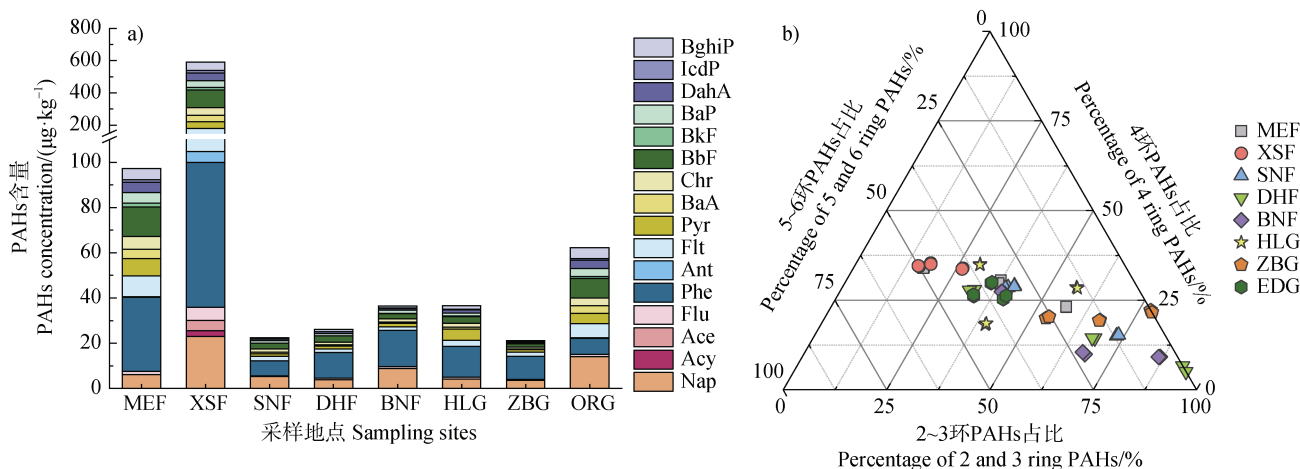 a)
PAHs含量
PAHs concentration/(μg·kg⁻¹)
800
600
400
200
100
80
60
40
20
0
MEF XSF SNF DHF BNF HLG ZBG ORG
采样地点 Sampling sites
BghiP
IcdP
DahA
BaP
BkF
BbF
Chr
BaA
Pyr
Flt
Ant
Phe
Flu
Ace
Acy
Nap
b)
5~6环PAHs占比
Percentage of 5 and 6 ring PAHs/%
0
25
50
75
100
4环PAHs占比
Percentage of 4 ring PAHs/%
100
75
50
25
0
0 25 50 75 100
2~3环PAHs占比
Percentage of 2 and 3 ring PAHs/%
MEF
XSF
SNF
DHF
BNF
HLG
ZBG
EDG